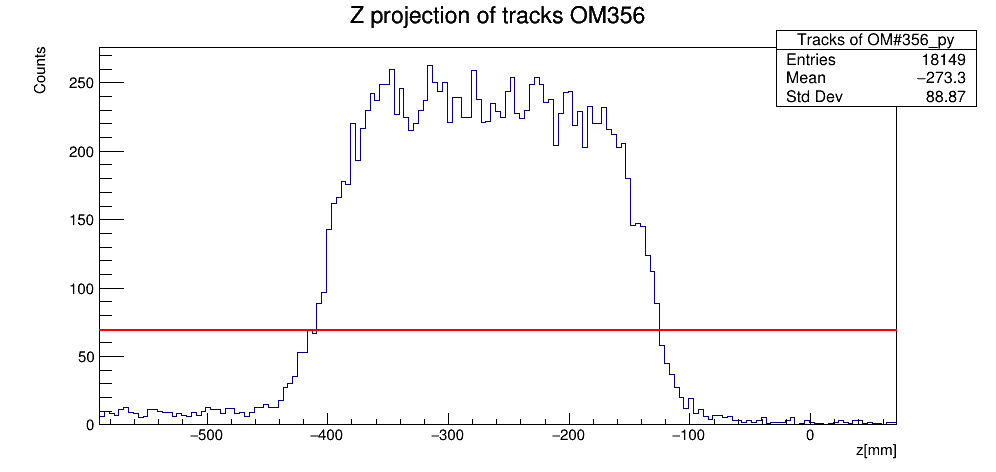 Z projection of tracks OM356
Counts
Tracks of OM#356_py
Entries 18149
Mean −273.3
Std Dev 88.87
250
200
150
100
50
0
−500 −400 −300 −200 −100 0
z[mm]